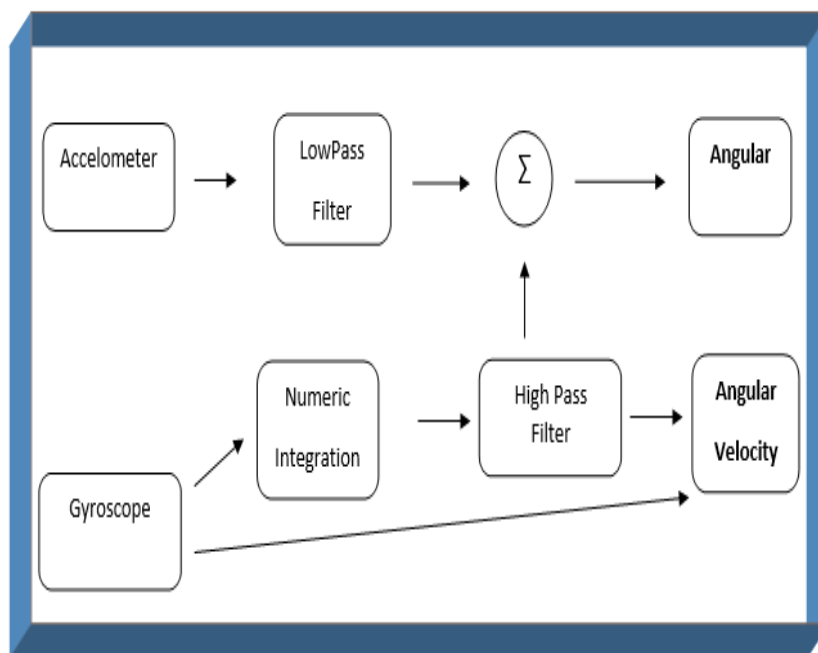 Accelometer
LowPass
Filter
Σ
Angular
Numeric
Integration
High Pass
Filter
Angular
Velocity
Gyroscope